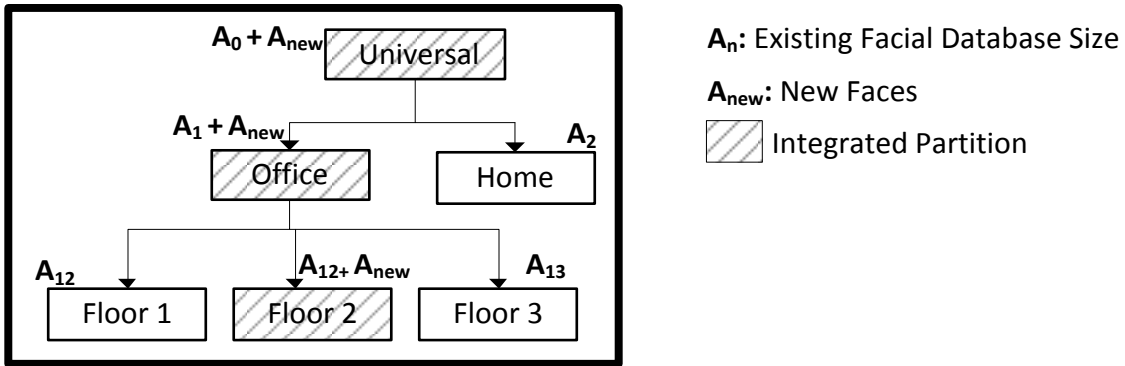 A0 + Anew
Universal
A1 + Anew
Office
A2
Home
A12
Floor 1
A12+ Anew
Floor 2
A13
Floor 3
An: Existing Facial Database Size
Anew: New Faces
Integrated Partition